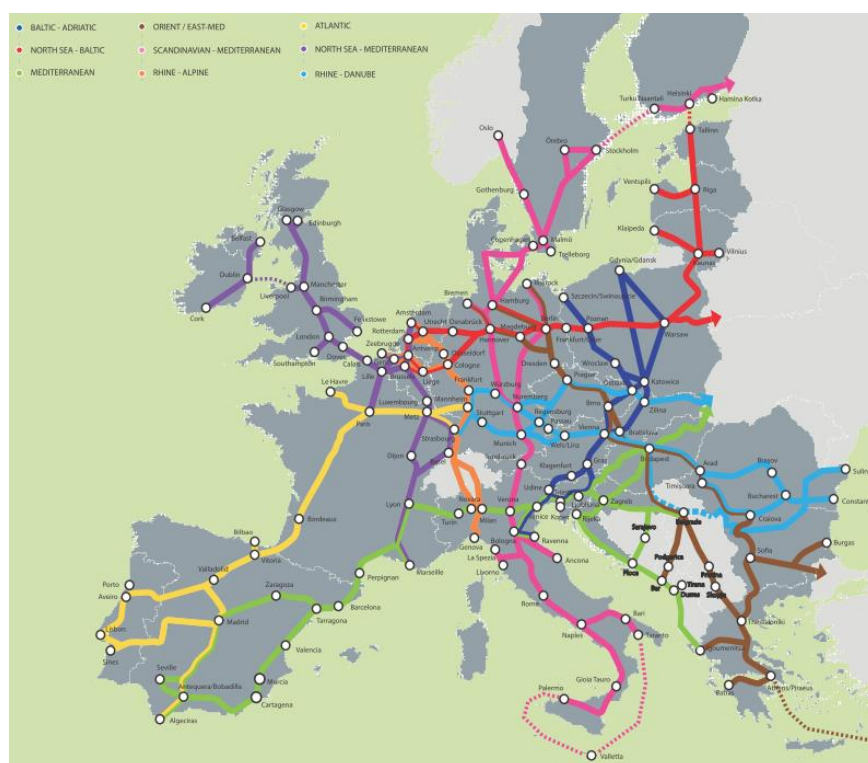 BALTIC - ADRIATIC
ORIENT / EAST-MED
ATLANTIC
NORTH SEA - BALTIC
SCANDINAVIAN - MEDITERRANEAN
NORTH SEA - MEDITERRANEAN
MEDITERRANEAN
RHINE - ALPINE
RHINE - DANUBE
Helsinki
Turku/Naantali
Hamina Kotka
Oslo
Örebro
Stockholm
Tallinn
Gothenburg
Ventspils
Riga
Glasgow
Edinburgh
Klaipeda
Copenhagen
Malmö
Trelleborg
Kaunas
Vilnius
Belfast
Gdynia/Gdansk
Dublin
Manchester
Liverpool
Rostock
Bremen
Hamburg
Szczecin/Swinoujscie
Cork
Birmingham
Felixstowe
Amsterdam
Utrecht
Osnabrück
Berlin
Poznan
Warsaw
London
Rotterdam
Hannover
Magdeburg
Frankfurt/Oder
Southampton
Zeebrugge
Düsseldorf
Calais
Cologne
Dresden
Wroclaw
Lille
Brussels
Liège
Frankfurt
Prague
Katowice
Le Havre
Luxembourg
Mannheim
Würzburg
Nuremberg
Ostrava
Paris
Metz
Stuttgart
Regensburg
Brno
Zilina
Strasbourg
Passau
Vienna
Bratislava
Dijon
Basel
Munich
Wels/Linz
Budapest
Innsbruck
Klagenfurt
Graz
Arad
Brașov
Sulina
Lyon
Novara
Verona
Udine
Ljubljana
Zagreb
Timișoara
Bucharest
Constanta
Bordeaux
Turin
Milan
Venice
Koper
Rijeka
Belgrade
Craiova
Genova
Bologna
Ravenna
Sarajevo
Sofia
Burgas
Bilbao
Marseille
La Spezia
Livorno
Ancona
Ploce
Podgorica
Pristina
Vitoria
Valladolid
Perpignan
Bar
Tirana
Skopje
Durres
Porto
Aveiro
Zaragoza
Barcelona
Rome
Bari
Thessaloniki
Madrid
Tarragona
Naples
Taranto
Lisbon
Igoumenitsa
Sines
Valencia
Seville
Murcia
Gioia Tauro
Patras
Athens/Piraeus
Antequera/Bobadilla
Cartagena
Palermo
Algeciras
Valletta